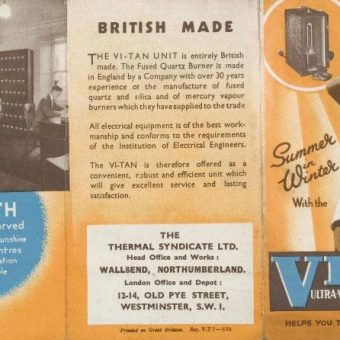 TH
rved
unshine
ntres
ation
ble
BRITISH MADE
THE VI-TAN UNIT is entirely British
made. The Fused Quartz Burner is made
in England by a Company with over 30 years
experience of the manufacture of fused
quartz and silica and of mercury vapour
burners which they have supplied to the trade
All electrical equipment is of the best work-
manship and conforms to the requirements
of the Institution of Electrical Engineers.
The VI-TAN is therefore offered as a
convenient, robust and efficient unit which
will give excellent service and lasting
satisfaction.
THE
THERMAL SYNDICATE LTD.
Head Office and Works :
WALLSEND, NORTHUMBERLAND.
London Office and Depot :
12-14, OLD PYE STREET,
WESTMINSTER, S.W.1.
Printed in Great Britain.
Summer
in
Winter
With the
VI
ULTRA-V
HELPS YOU T